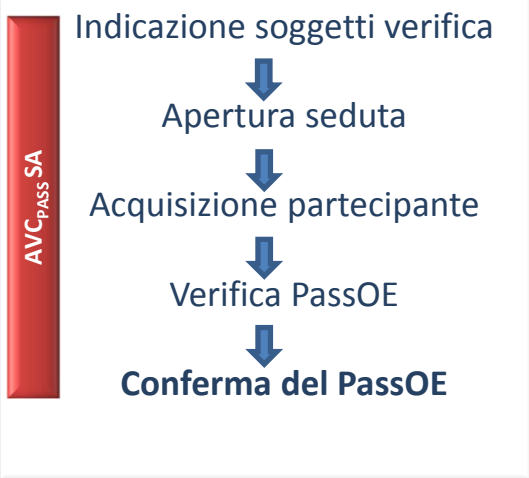 Indicazione soggetti verifica
Apertura seduta
AVCPASS SA
Acquisizione partecipante
Verifica PassOE
Conferma del PassOE